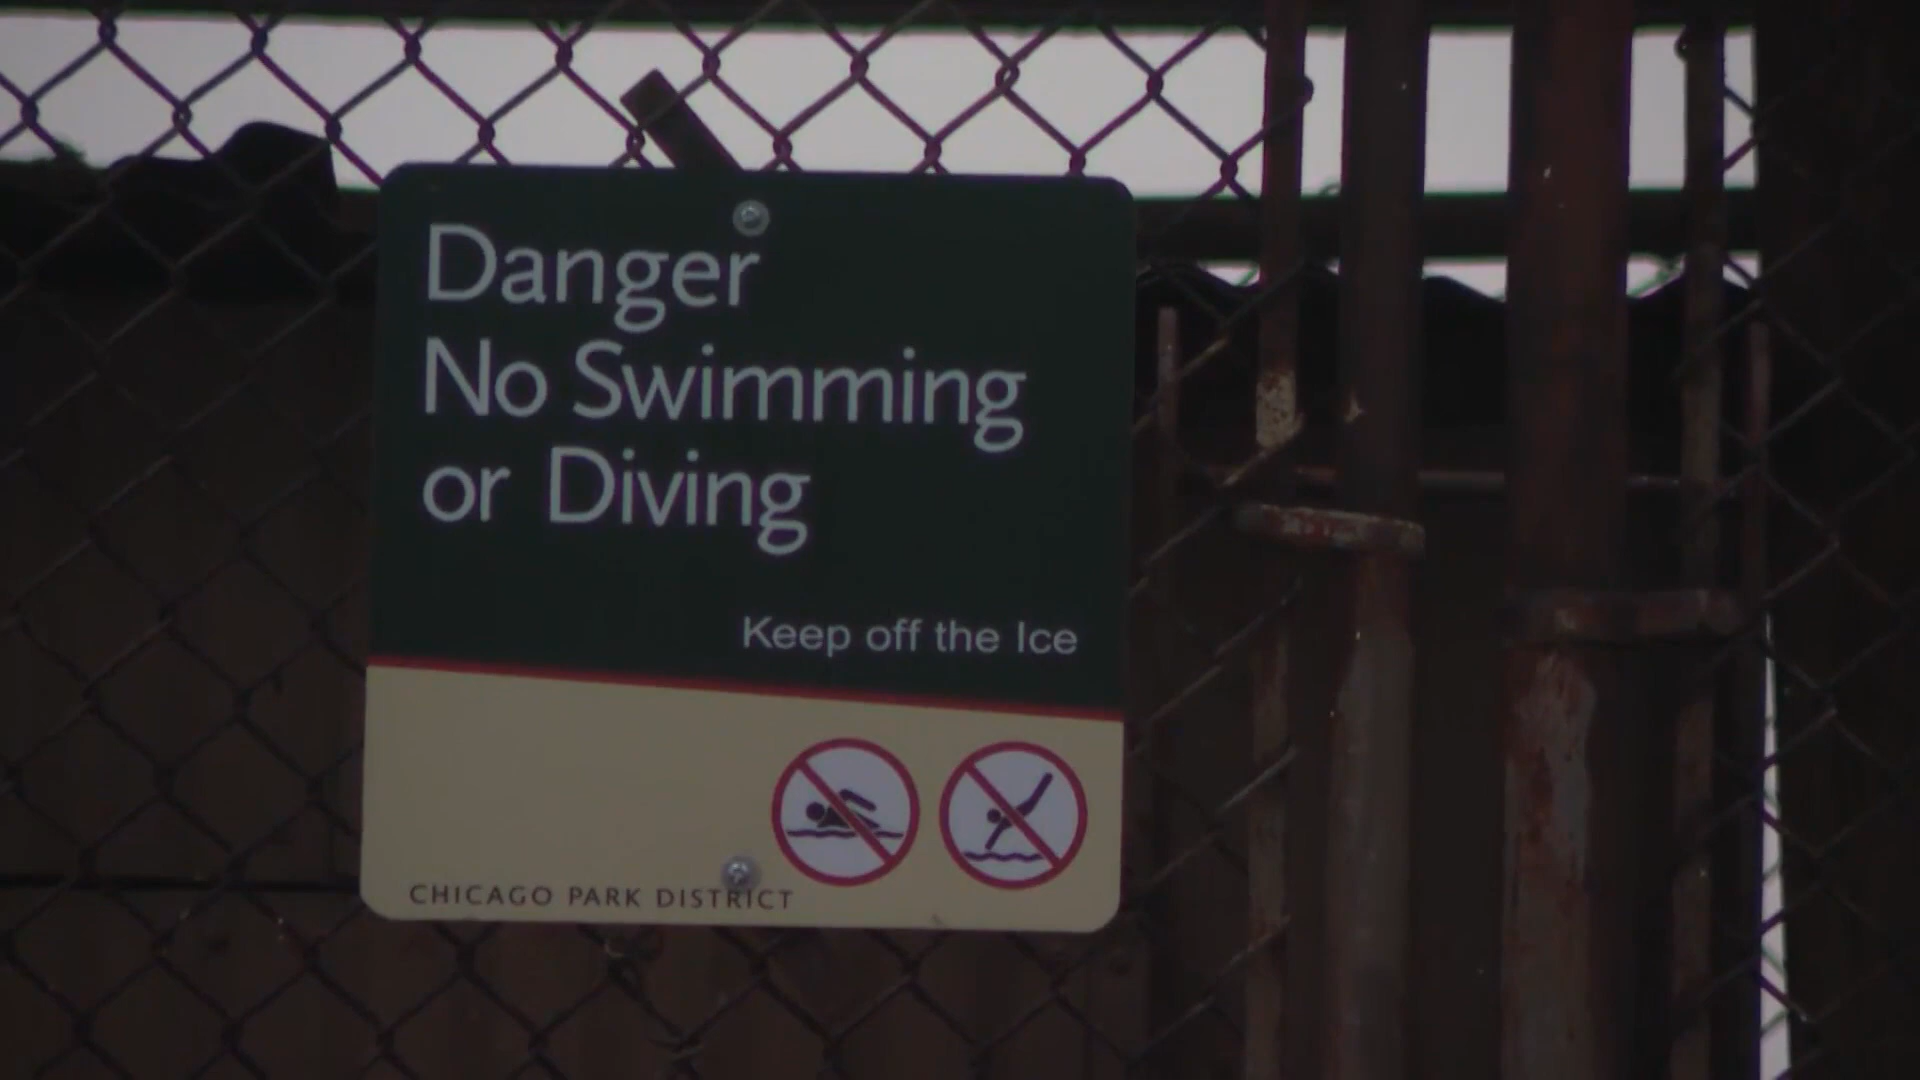 Danger
No Swimming
or Diving
Keep off the Ice
CHICAGO PARK DISTRICT